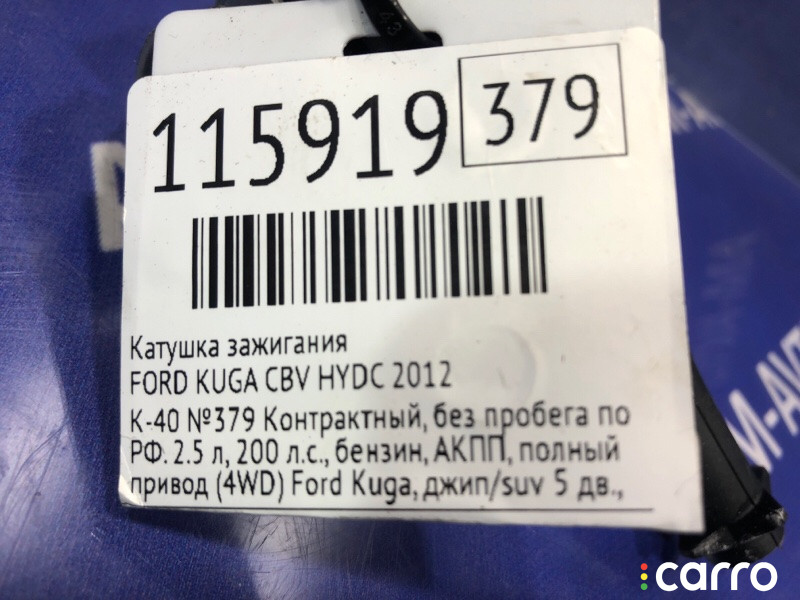 43
115919 379
Катушка зажигания
FORD KUGA CBV HYDC 2012
К-40 №379 Контрактный, без пробега по
РФ. 2.5 л, 200 л.с., бензин, АКПП, полный
привод (4WD) Ford Kuga, джип/suv 5 дв.,
carro